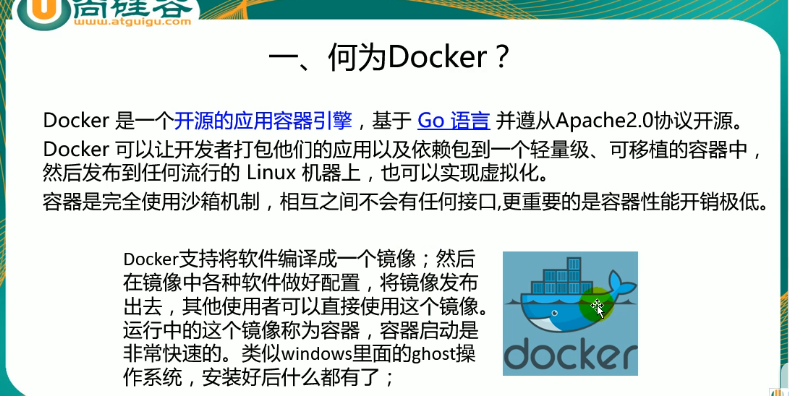 尚硅谷
www.atguigu.com
一、何为Docker？
Docker 是一个开源的应用容器引擎，基于 Go 语言 并遵从Apache2.0协议开源。
Docker 可以让开发者打包他们的应用以及依赖包到一个轻量级、可移植的容器中，
然后发布到任何流行的 Linux 机器上，也可以实现虚拟化。
容器是完全使用沙箱机制，相互之间不会有任何接口,更重要的是容器性能开销极低。
Docker支持将软件编译成一个镜像；然后
在镜像中各种软件做好配置，将镜像发布
出去，其他使用者可以直接使用这个镜像。
运行中的这个镜像称为容器，容器启动是
非常快速的。类似windows里面的ghost操
作系统，安装好后什么都有了；
docker